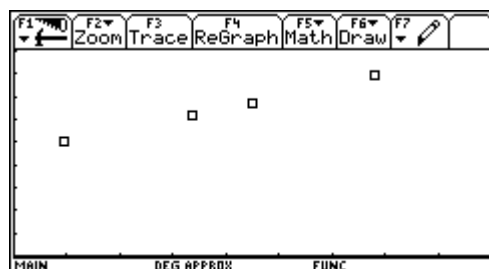 F1 F2 F3 F4 F5 F6 F7
Zoom Trace ReGraph Math Draw
MAIN DEG APPROX FUNC